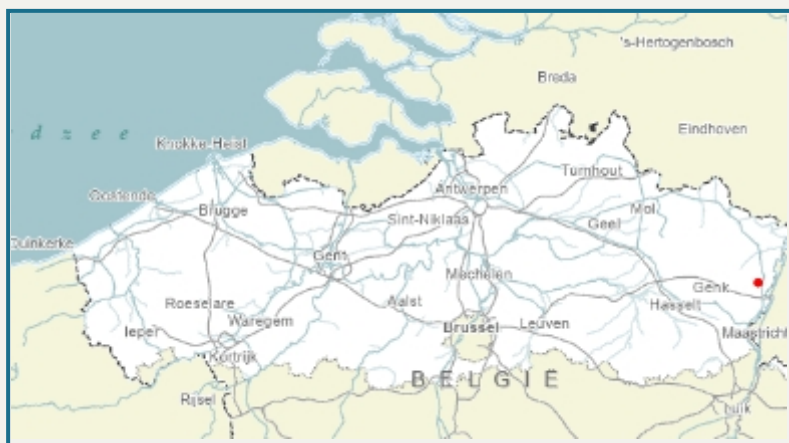 's-Hertogenbosch
Breda
d z e e
Eindhoven
Knokke-Heist
Turnhout
Antwerpen
Oostende
Brugge
Sint-Niklaas
Mol
Geel
Duinkerke
Gent
Mechelen
Genk
Roeselare
Aalst
Hasselt
Ieper
Waregem
Brussel
Leuven
Maastricht
Kortrijk
BELGIË
Rijsel
Luik